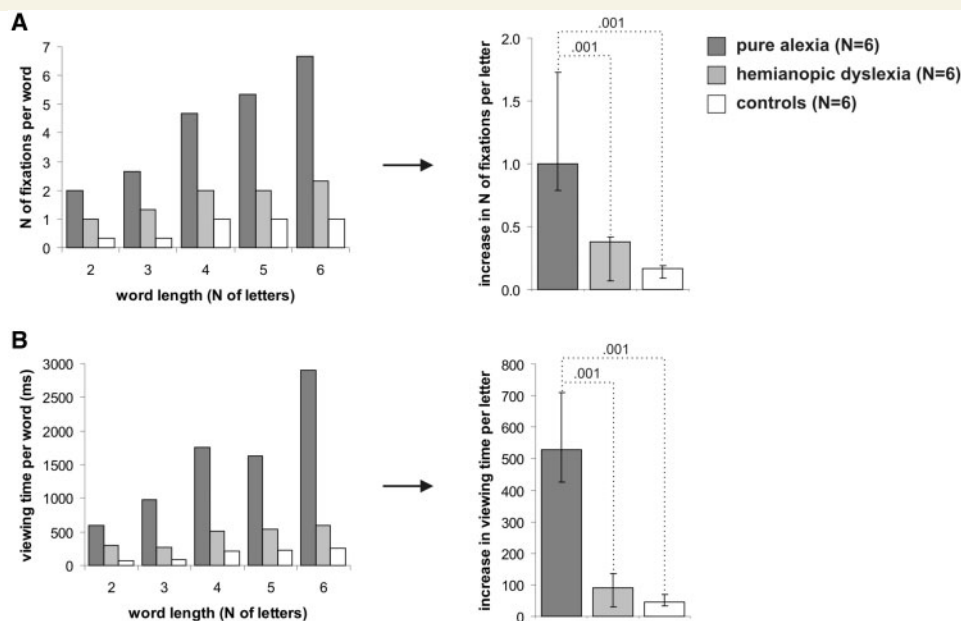 A
7
6
5
4
3
2
1
0
N of fixations per word
2 3 4 5 6
word length (N of letters)
2.0
1.5
1.0
0.5
0.0
increase in N of fixations per letter
.001
.001
pure alexia (N=6)
hemianopic dyslexia (N=6)
controls (N=6)
B
3000
2500
2000
1500
1000
500
0
viewing time per word (ms)
2 3 4 5 6
word length (N of letters)
800
700
600
500
400
300
200
100
0
increase in viewing time per letter
.001
.001